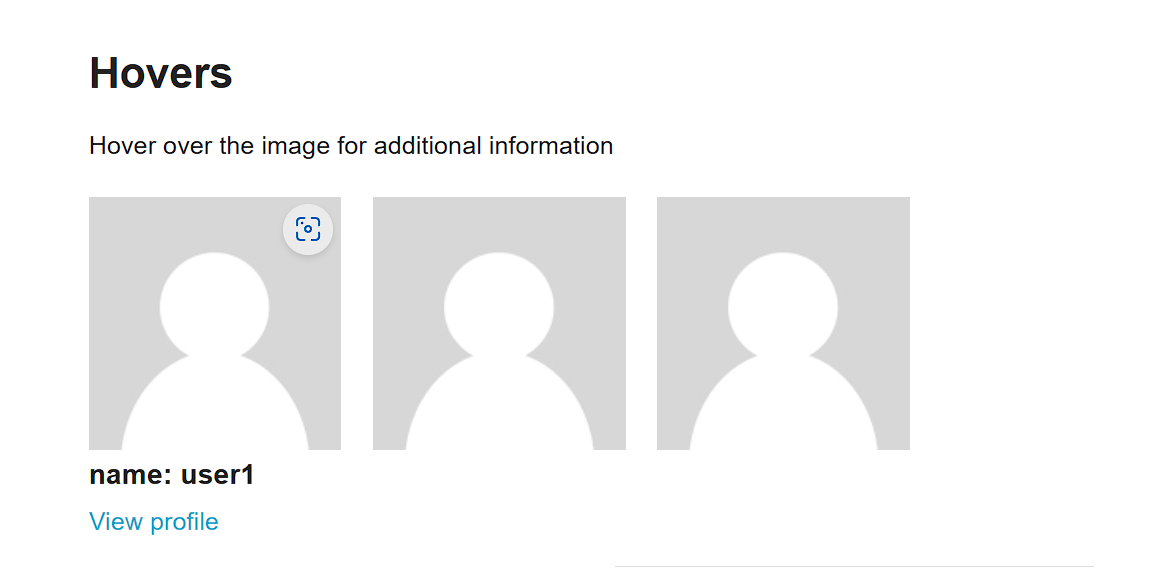 Hovers
Hover over the image for additional information
name: user1
View profile